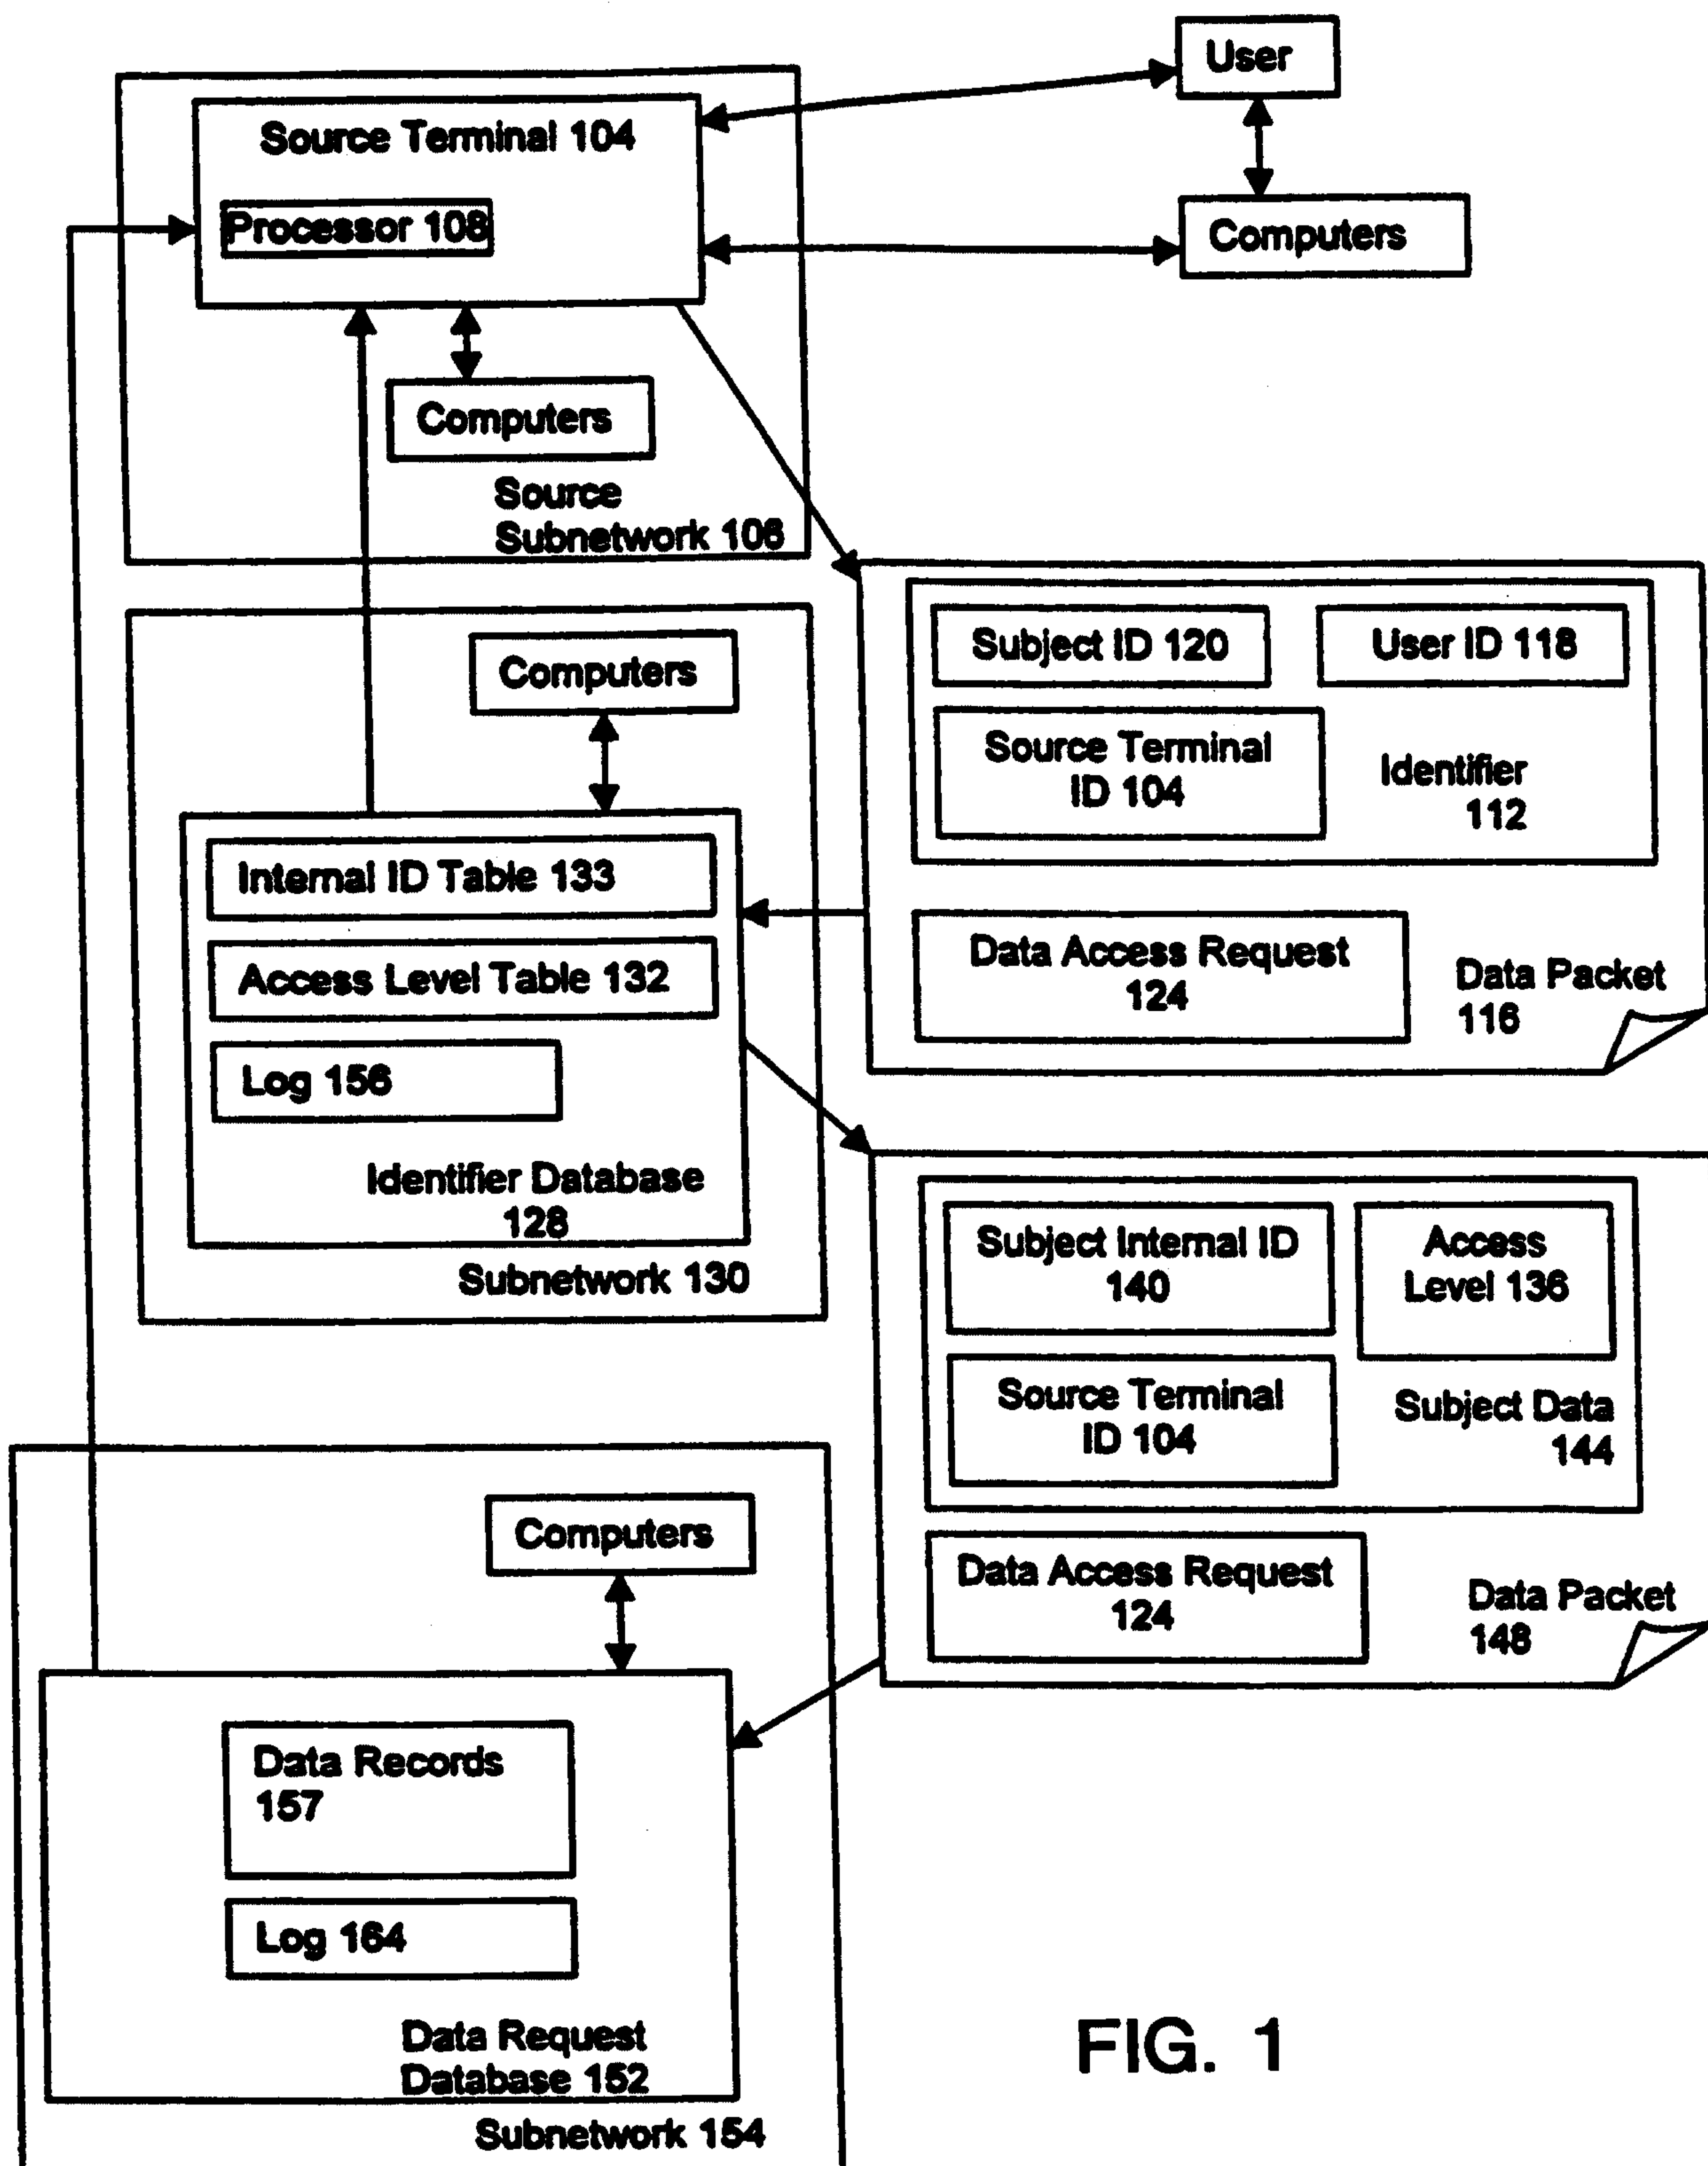 User
Source Terminal 104
Processor 108
Computers
Computers
Source
Subnetwork 106
Subject ID 120
User ID 118
Computers
Source Terminal
ID 104
Identifier
112
Internal ID Table 133
Data Access Request
124
Data Packet
116
Access Level Table 132
Log 156
Identifier Database
128
Subnetwork 130
Subject Internal ID
140
Access
Level 136
Source Terminal
ID 104
Subject Data
144
Computers
Data Access Request
124
Data Packet
148
Data Records
157
Log 164
Data Request
Database 152
Subnetwork 154
FIG. 1